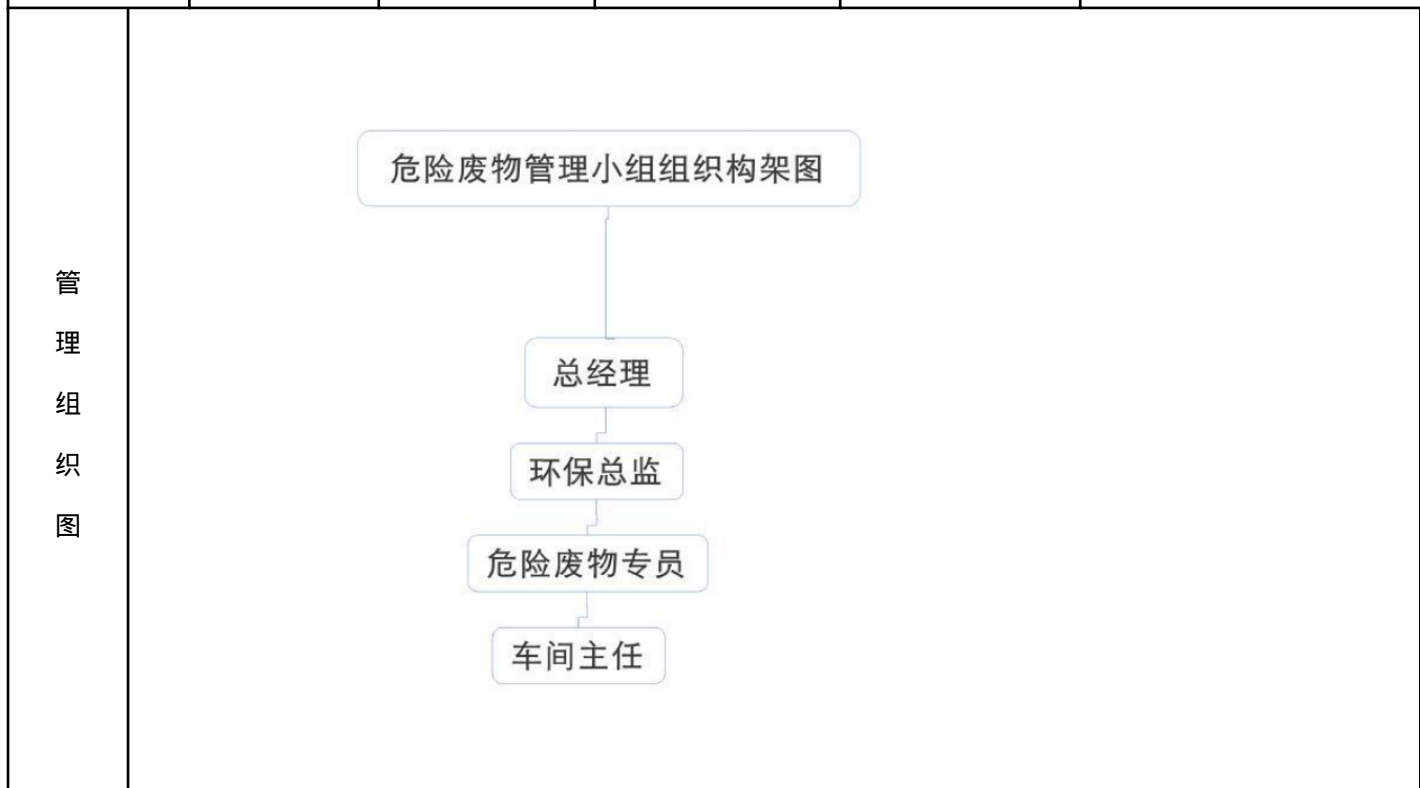 危险废物管理小组组织构架图
总经理
环保总监
危险废物专员
车间主任
管
理
组
织
图